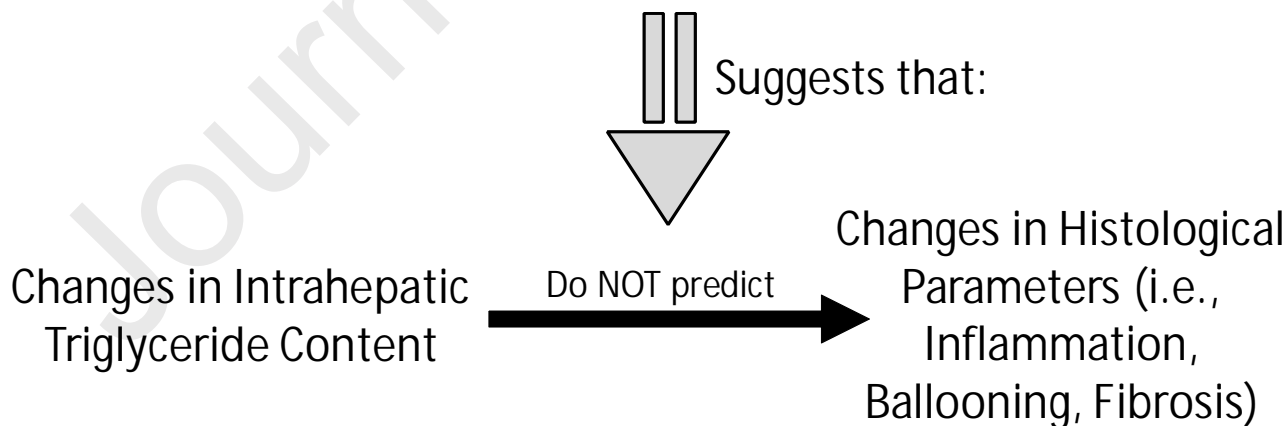 Suggests that:
Changes in Intrahepatic
Triglyceride Content
Do NOT predict
Changes in Histological
Parameters (i.e.,
Inflammation,
Ballooning, Fibrosis)